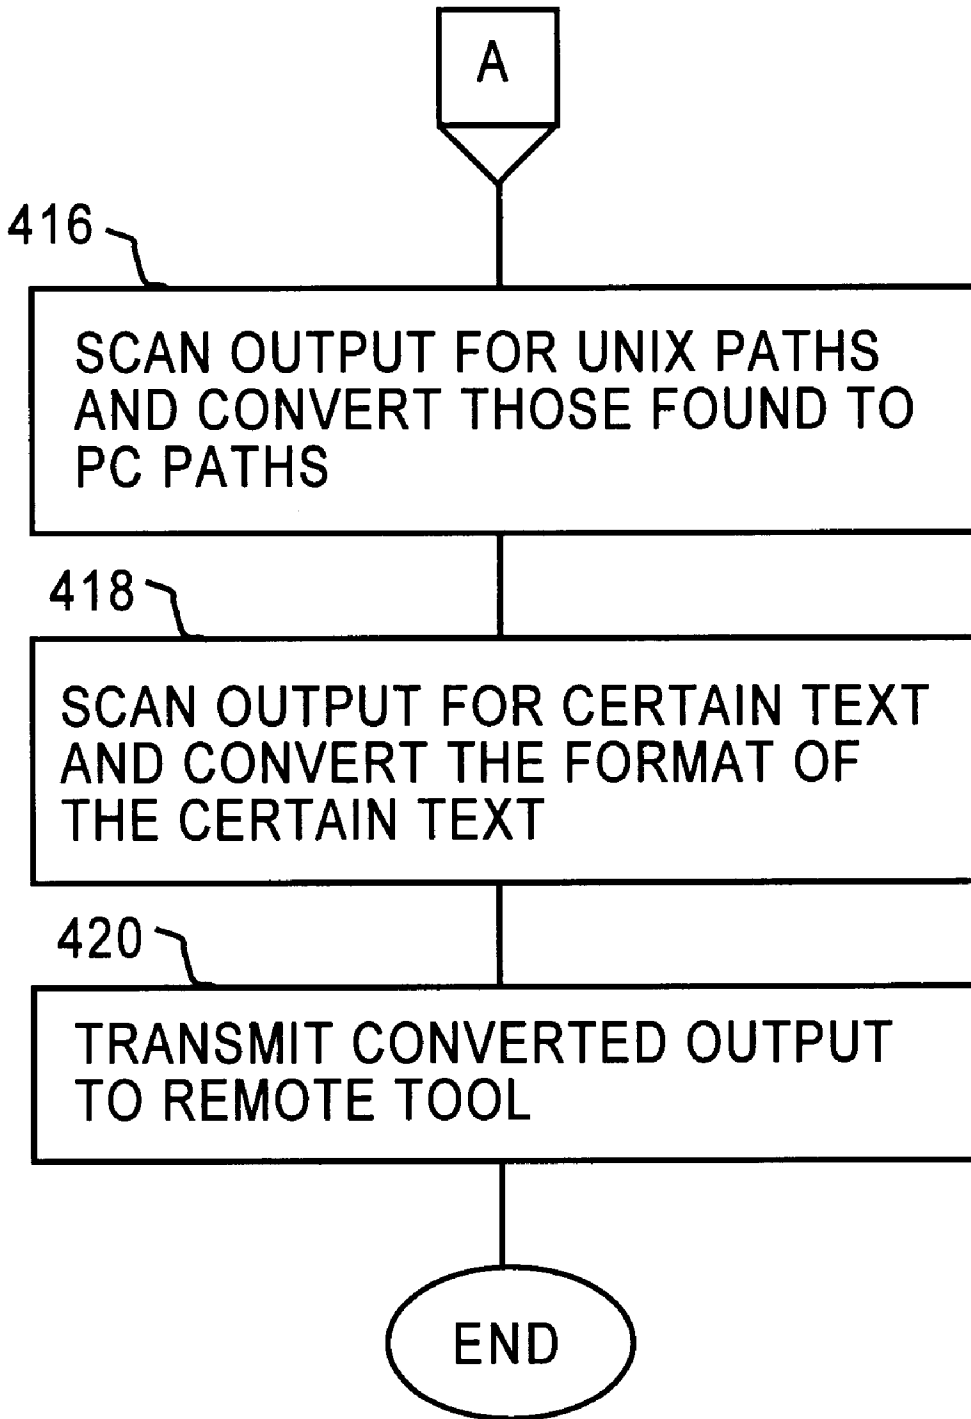 A
416
SCAN OUTPUT FOR UNIX PATHS
AND CONVERT THOSE FOUND TO
PC PATHS
418
SCAN OUTPUT FOR CERTAIN TEXT
AND CONVERT THE FORMAT OF
THE CERTAIN TEXT
420
TRANSMIT CONVERTED OUTPUT
TO REMOTE TOOL
END